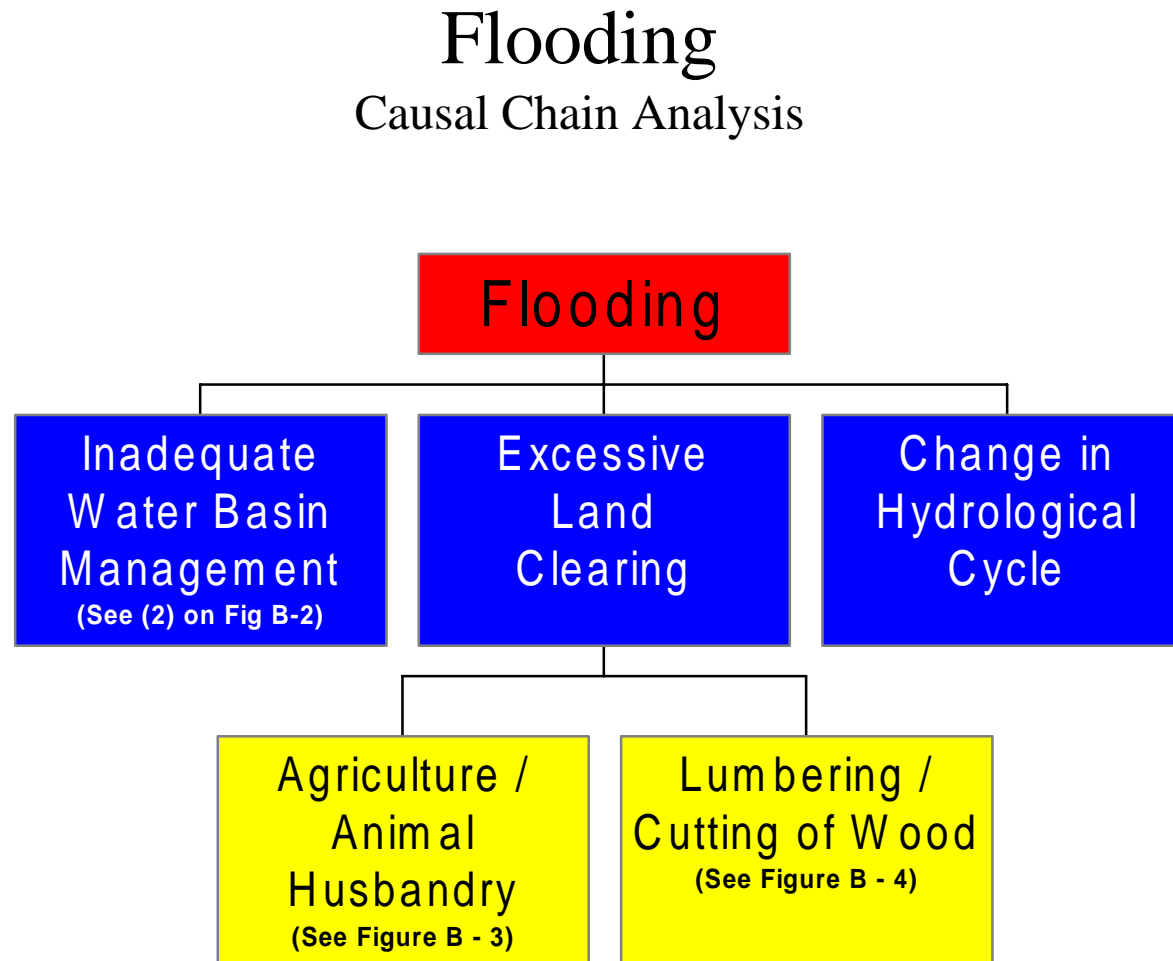 Flooding
Causal Chain Analysis
Flooding
Inadequate
Water Basin
Management
(See (2) on Fig B-2)
Excessive
Land
Clearing
Change in
Hydrological
Cycle
Agriculture /
Animal
Husbandry
(See Figure B - 3)
Lumbering /
Cutting of Wood
(See Figure B - 4)